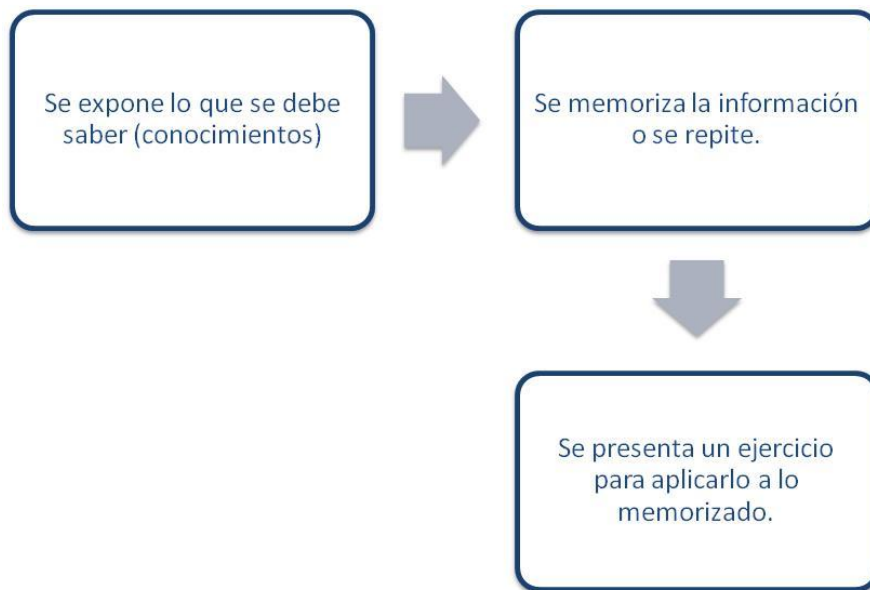 Se expone lo que se debe
saber (conocimientos)
Se memoriza la información
o se repite.
Se presenta un ejercicio
para aplicarlo a lo
memorizado.